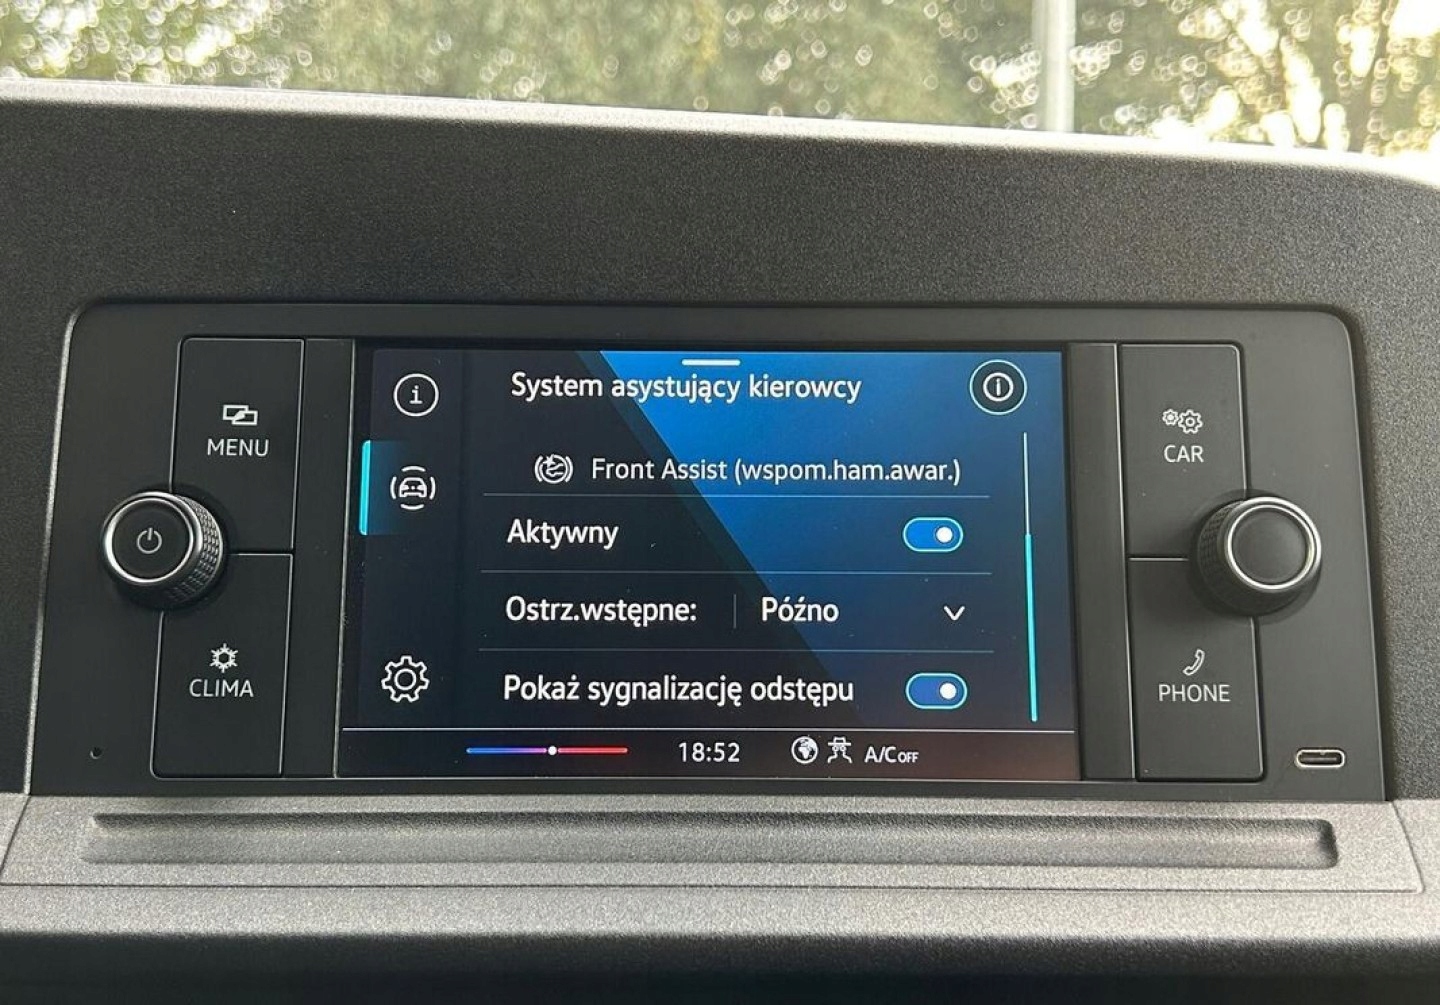 MENU
CLIMA
i
System asystujący kierowcy
i
Front Assist (wspom.ham.awar.)
Aktywny
Ostrz.wstępne:
Późno
Pokaż sygnalizację odstępu
18:52
A/C OFF
CAR
PHONE